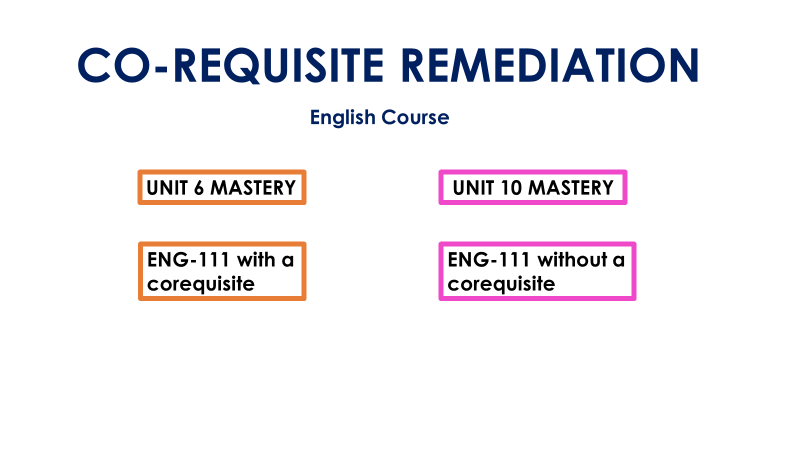 CO-REQUISITE REMEDIATION
English Course
UNIT 6 MASTERY
UNIT 10 MASTERY
ENG-111 with a
corequisite
ENG-111 without a
corequisite